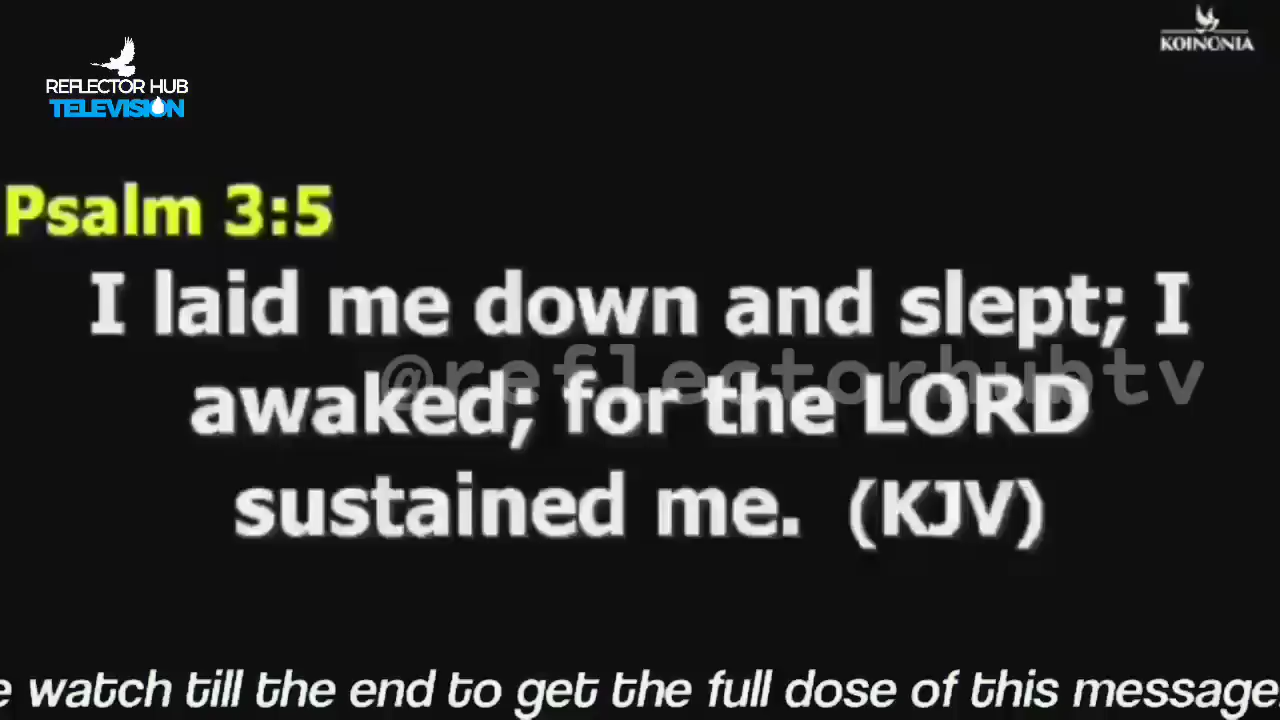 KOINONIA
REFLECTOR HUB
TELEVISION
Psalm 3:5
I laid me down and slept; I
@reflectorhubtv
awaked; for the LORD
sustained me. (KJV)
watch till the end to get the full dose of this message